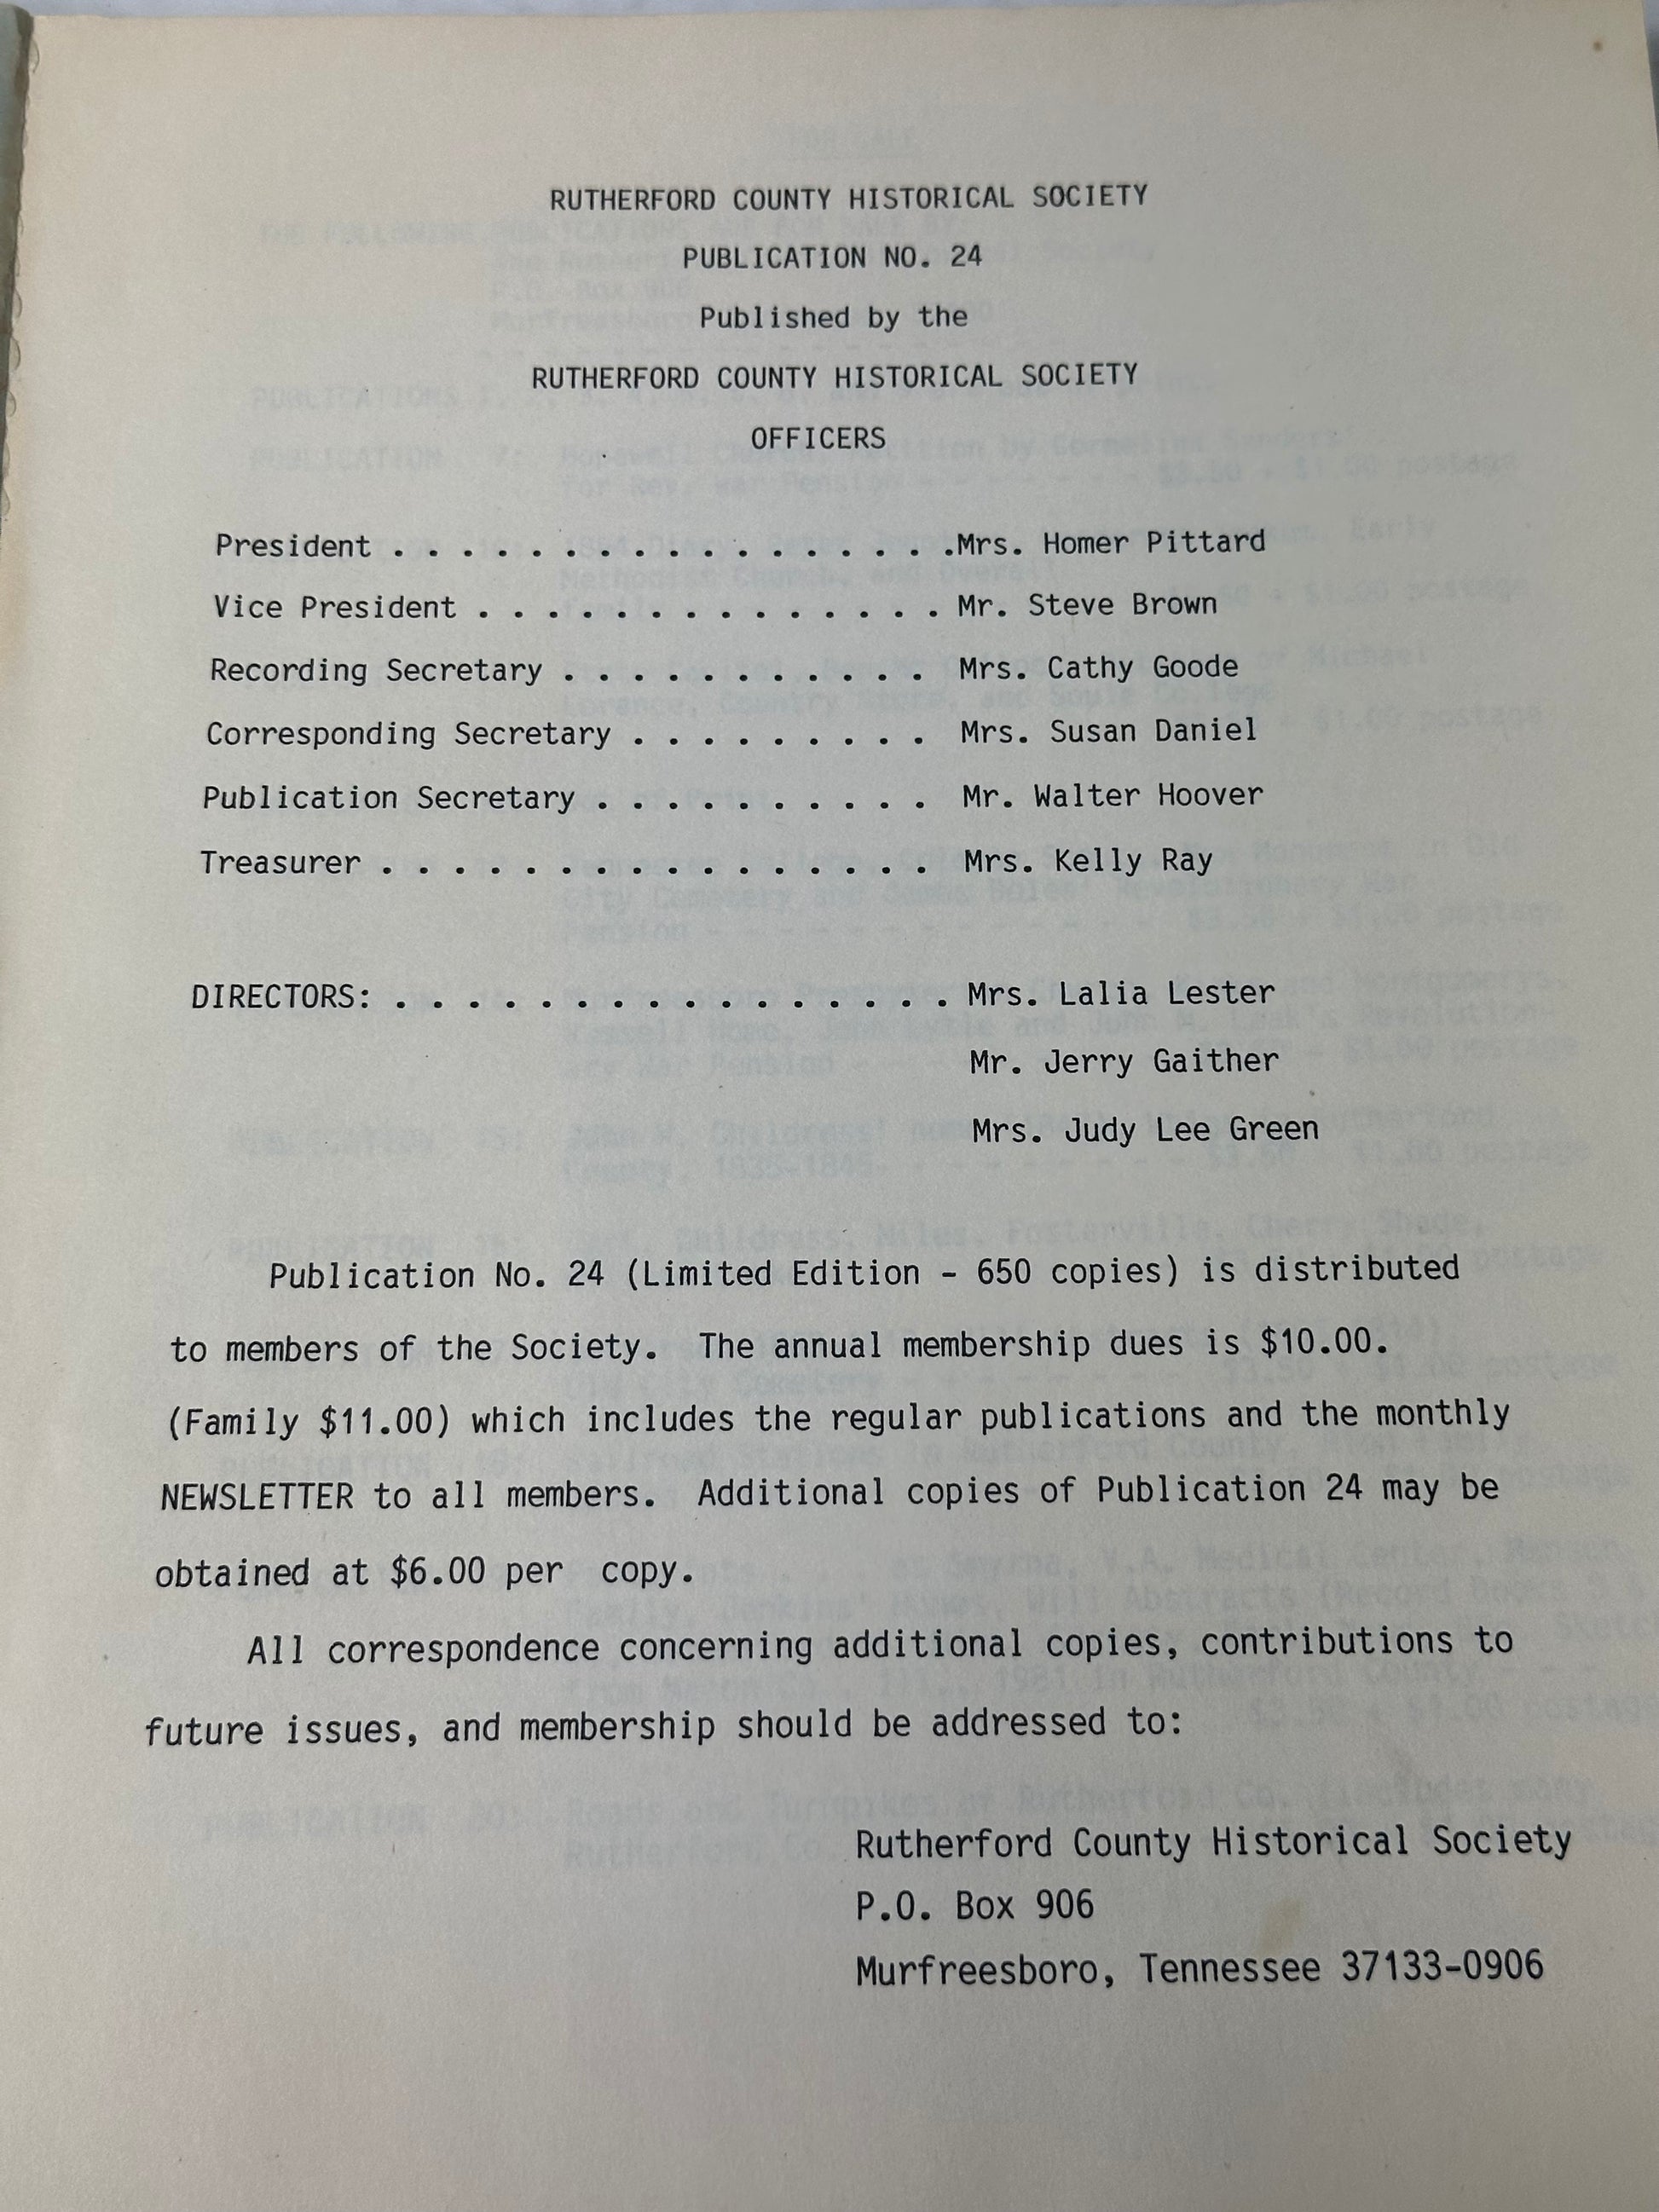 RUTHERFORD COUNTY HISTORICAL SOCIETY
PUBLICATION NO. 24
Published by the
RUTHERFORD COUNTY HISTORICAL SOCIETY
OFFICERS
President . . . . . . . . . . . . . . . .Mrs. Homer Pittard
Vice President . . . . . . . . . . . . . . Mr. Steve Brown
Recording Secretary . . . . . . . . . . . Mrs. Cathy Goode
Corresponding Secretary . . . . . . . . . Mrs. Susan Daniel
Publication Secretary . . . . . . . . . . Mr. Walter Hoover
Treasurer . . . . . . . . . . . . . . . . Mrs. Kelly Ray
DIRECTORS: . . . . . . . . . . . . . . . . Mrs. Lalia Lester
Mr. Jerry Gaither
Mrs. Judy Lee Green
Publication No. 24 (Limited Edition - 650 copies) is distributed
to members of the Society. The annual membership dues is $10.00.
(Family $11.00) which includes the regular publications and the monthly
NEWSLETTER to all members. Additional copies of Publication 24 may be
obtained at $6.00 per copy.
All correspondence concerning additional copies, contributions to
future issues, and membership should be addressed to:
Rutherford County Historical Society
P.O. Box 906
Murfreesboro, Tennessee 37133-0906